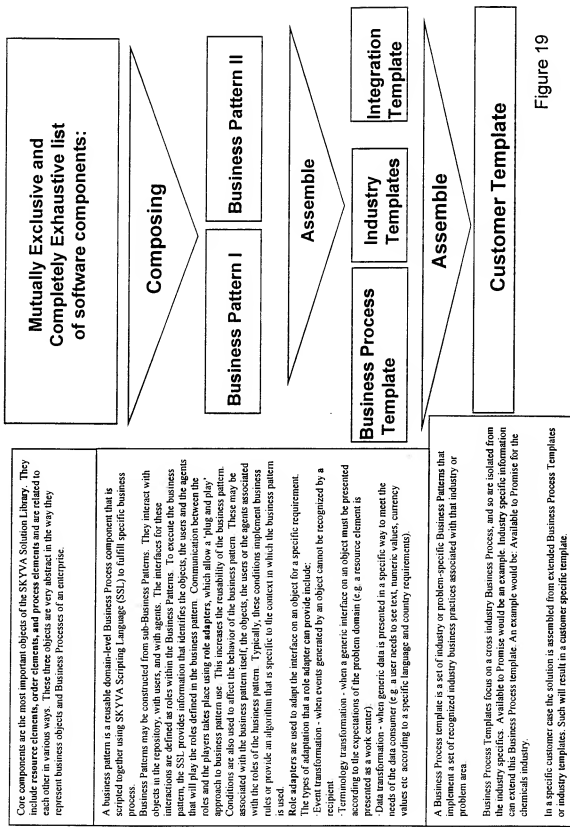 Core components are the most important objects of the SKYVA Solution Library. They
include resource elements, order elements, and process elements and are related to
each other in various ways. These three objects are very abstract in the way they
represent business objects and Business Processes of an enterprise.
A business pattern is a reusable domain-level Business Process component that is
scripted together using SKYVA Scripting Language (SSL) to fulfill specific business
process.
Business Patterns may be constructed from sub-Business Patterns. They interact with
objects in the repository, with users, and with agents. The interfaces for these
interactions are defined as roles within the Business Patterns. To execute the business
pattern, the SSL provides information that identifies the objects, the users and the agents
that will play the roles defined in the business pattern. Communication between the
roles and the players takes place using role adapters, which allow a 'plug and play'
approach to business pattern use. This increases the reusability of the business pattern.
Conditions are also used to affect the behavior of the business pattern. These may be
associated with the business pattern itself, the objects, the users or the agents associated
with the roles of the business pattern. Typically, these conditions implement business
rules or provide an algorithm that is specific to the context in which the business pattern
is used.
Role adapters are used to adapt the interface on an object for a specific requirement.
The types of adaptation that a role adapter can provide include;
· Event transformation - when events generated by an object cannot be recognized by a
recipient
· Terminology transformation - when a generic interface on an object must be presented
according to the expectations of the problem domain (e.g. a resource element is
presented as a work center)
· Data transformation - when generic data is presented in a specific way to meet the
needs of the data consumer (e.g. a user needs to see text, numeric values, currency
values etc. according to a specific language and country requirements).
A Business Process template is a set of industry or problem-specific Business Patterns that
implement a set of recognized industry business practices associated with that industry or
problem area
Business Process Templates focus on a cross industry Business Process, and so are isolated from
the industry specifics. Available to Promise would be an example. Industry specific information
can extend this Business Process template. An example would be: Available to Promise for the
chemicals industry.
In a specific customer case the solution is assembled from extended Business Process Templates
or industry templates. Such will result in a customer specific template.
Mutually Exclusive and
Completely Exhaustive list
of software components:
Composing
Business Pattern I
Business Pattern II
Assemble
Business Process
Template
Industry
Templates
Integration
Template
Assemble
Customer Template
Figure 19